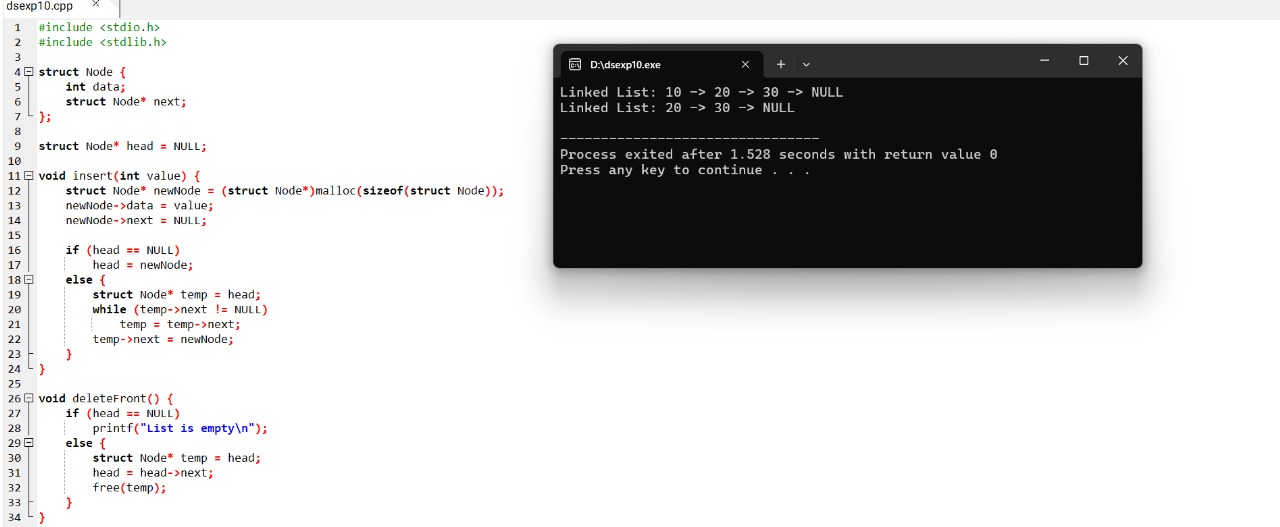 dsexp10.cpp
1 #include <stdio.h>
2 #include <stdlib.h>
3
4 struct Node {
5     int data;
6     struct Node* next;
7 };
8
9 struct Node* head = NULL;
10
11 void insert(int value) {
12     struct Node* newNode = (struct Node*)malloc(sizeof(struct Node));
13     newNode->data = value;
14     newNode->next = NULL;
15
16     if (head == NULL)
17         head = newNode;
18     else {
19         struct Node* temp = head;
20         while (temp->next != NULL)
21             temp = temp->next;
22         temp->next = newNode;
23     }
24 }
25
26 void deleteFront() {
27     if (head == NULL)
28         printf("List is empty\n");
29     else {
30         struct Node* temp = head;
31         head = head->next;
32         free(temp);
33     }
34 }
D:\dsexp10.exe
Linked List: 10 -> 20 -> 30 -> NULL
Linked List: 20 -> 30 -> NULL
--------------------------------
Process exited after 1.528 seconds with return value 0
Press any key to continue . . .